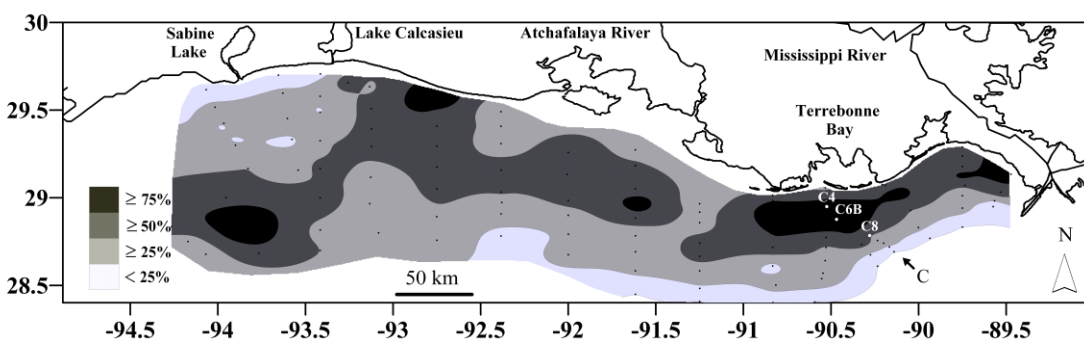 30
Sabine
Lake
Lake Calcasieu
Atchafalaya River
Mississippi River
29.5
Terrebonne
Bay
29
≥ 75%
≥ 50%
≥ 25%
< 25%
C4
C6B
C8
C
N
28.5
50 km
-94.5 -94 -93.5 -93 -92.5 -92 -91.5 -91 -90.5 -90 -89.5